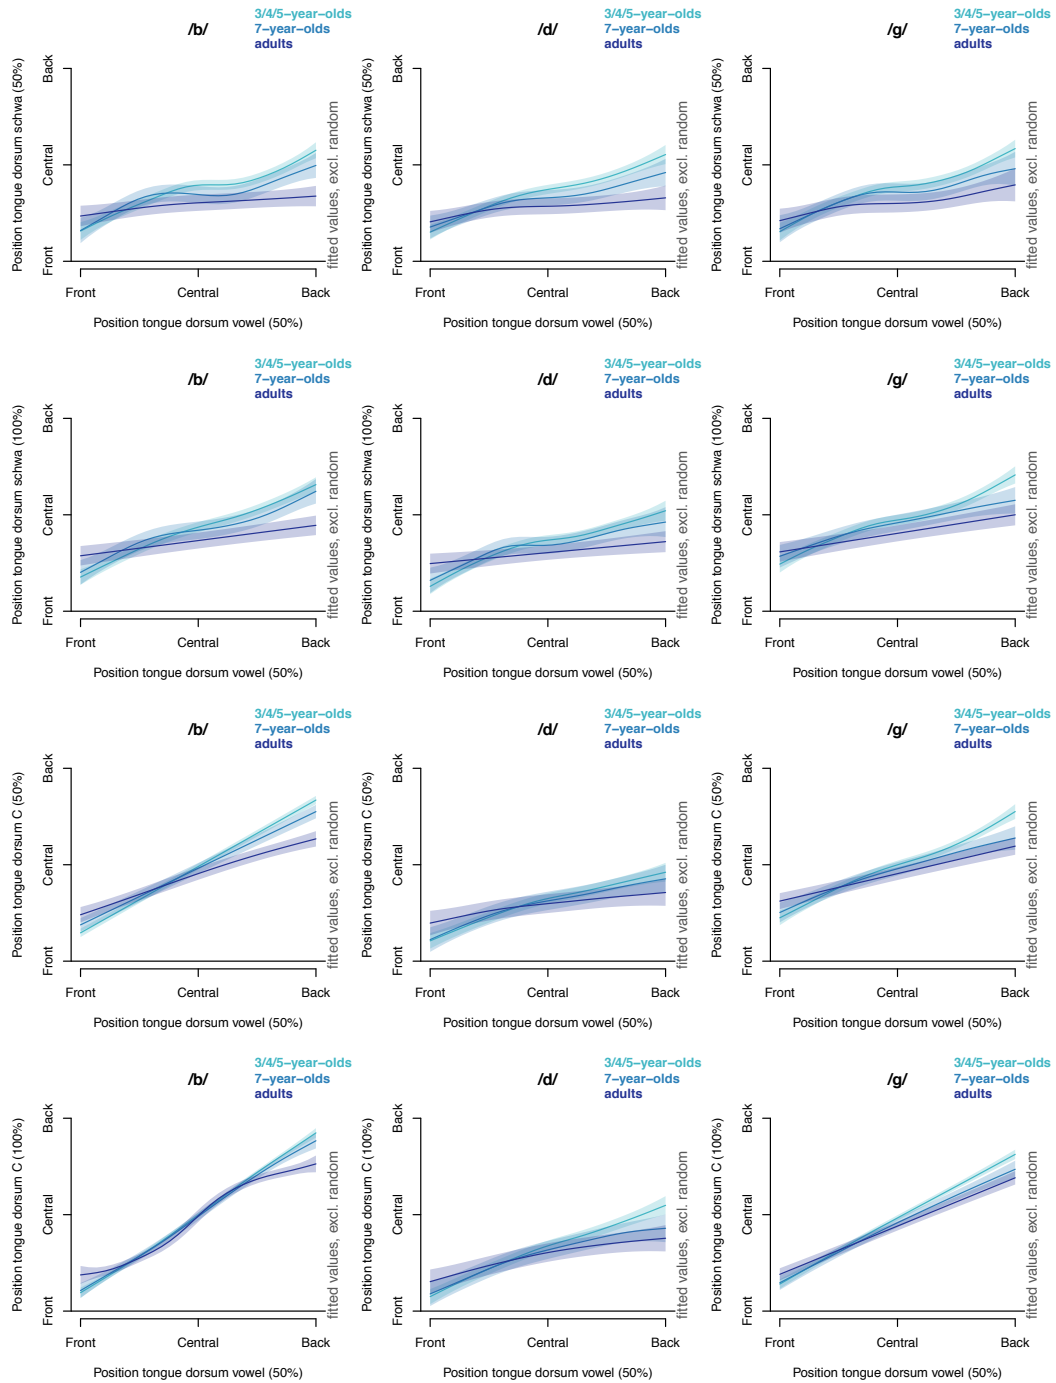 /b/
3/4/5−year−olds
7−year−olds
adults
Position tongue dorsum schwa (50%)
Back
Central
Front
fitted values, excl. random
Front Central Back
Position tongue dorsum vowel (50%)
/d/
3/4/5−year−olds
7−year−olds
adults
Position tongue dorsum schwa (50%)
Back
Central
Front
fitted values, excl. random
Front Central Back
Position tongue dorsum vowel (50%)
/g/
3/4/5−year−olds
7−year−olds
adults
Position tongue dorsum schwa (50%)
Back
Central
Front
fitted values, excl. random
Front Central Back
Position tongue dorsum vowel (50%)
/b/
3/4/5−year−olds
7−year−olds
adults
Position tongue dorsum schwa (100%)
Back
Central
Front
fitted values, excl. random
Front Central Back
Position tongue dorsum vowel (50%)
/d/
3/4/5−year−olds
7−year−olds
adults
Position tongue dorsum schwa (100%)
Back
Central
Front
fitted values, excl. random
Front Central Back
Position tongue dorsum vowel (50%)
/g/
3/4/5−year−olds
7−year−olds
adults
Position tongue dorsum schwa (100%)
Back
Central
Front
fitted values, excl. random
Front Central Back
Position tongue dorsum vowel (50%)
/b/
3/4/5−year−olds
7−year−olds
adults
Position tongue dorsum C (50%)
Back
Central
Front
fitted values, excl. random
Front Central Back
Position tongue dorsum vowel (50%)
/d/
3/4/5−year−olds
7−year−olds
adults
Position tongue dorsum C (50%)
Back
Central
Front
fitted values, excl. random
Front Central Back
Position tongue dorsum vowel (50%)
/g/
3/4/5−year−olds
7−year−olds
adults
Position tongue dorsum C (50%)
Back
Central
Front
fitted values, excl. random
Front Central Back
Position tongue dorsum vowel (50%)
/b/
3/4/5−year−olds
7−year−olds
adults
Position tongue dorsum C (100%)
Back
Central
Front
fitted values, excl. random
Front Central Back
Position tongue dorsum vowel (50%)
/d/
3/4/5−year−olds
7−year−olds
adults
Position tongue dorsum C (100%)
Back
Central
Front
fitted values, excl. random
Front Central Back
Position tongue dorsum vowel (50%)
/g/
3/4/5−year−olds
7−year−olds
adults
Position tongue dorsum C (100%)
Back
Central
Front
fitted values, excl. random
Front Central Back
Position tongue dorsum vowel (50%)